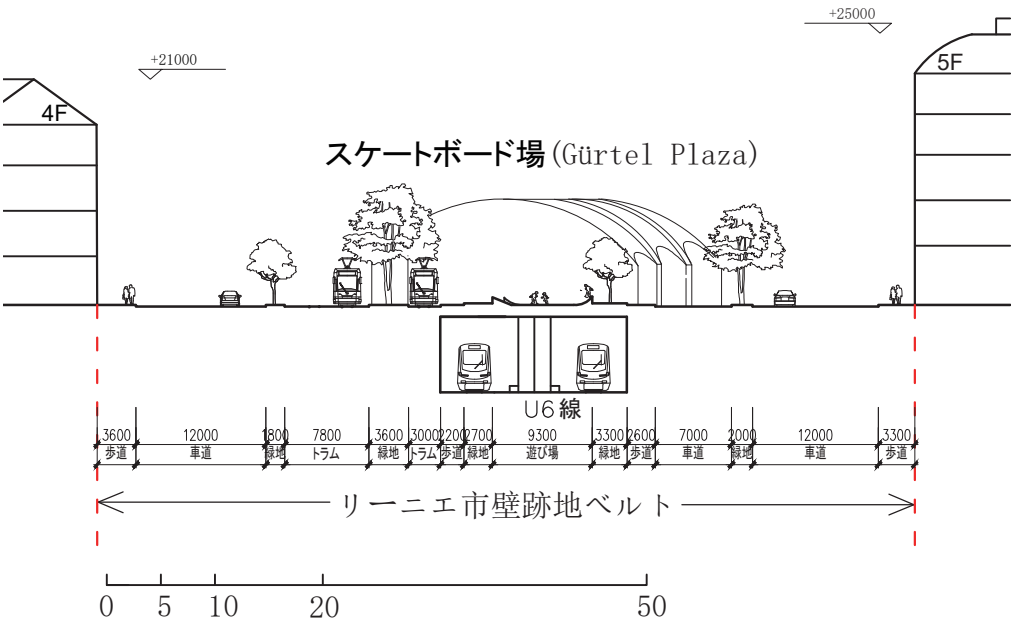 +25000
+21000
5F
4F
スケートボード場(Gürtel Plaza)
U6線
3600 12000 1800 7800 3600 3000 2200 2700 9300 3300 2600 7000 2000 12000 3300
歩道 車道 緑地 トラム 緑地 トラム 歩道 緑地 遊び場 緑地 歩道 車道 緑地 車道 歩道
リーニエ市壁跡地ベルト
0 5 10 20 50